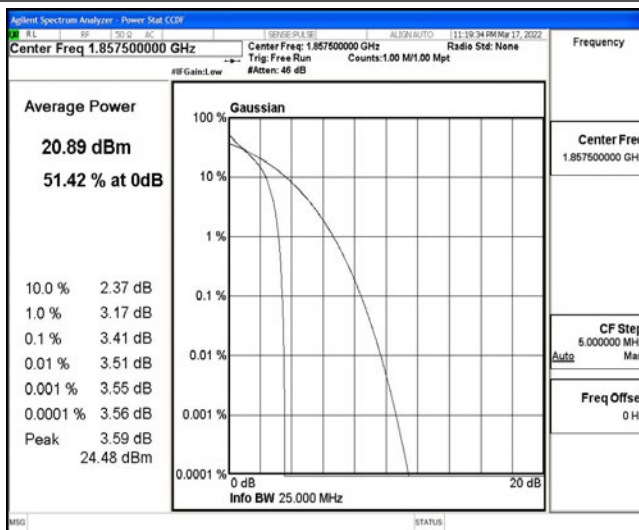 Agilent Spectrum Analyzer - Power Stat CCDF
RL RF 50 Ω AC SENSE:PULSE ALIGN AUTO 11:19:34 PM Mar 17, 2022
Center Freq 1.857500000 GHz
Center Freq: 1.857500000 GHz Radio Std: None
Trig: Free Run Counts:1.00 M/1.00 Mpt
#IFGain:Low #Atten: 46 dB
Frequency
Average Power
20.89 dBm
51.42 % at 0dB
10.0 % 2.37 dB
1.0 % 3.17 dB
0.1 % 3.41 dB
0.01 % 3.51 dB
0.001 % 3.55 dB
0.0001 % 3.56 dB
Peak 3.59 dB
24.48 dBm
Gaussian
100 %
10 %
1 %
0.1 %
0.01 %
0.001 %
0.0001 %
0 dB 20 dB
Info BW 25.000 MHz
Center Freq
1.857500000 GH
CF Step
5.000000 MH
Auto Ma
Freq Offse
0 H
MSG STATUS